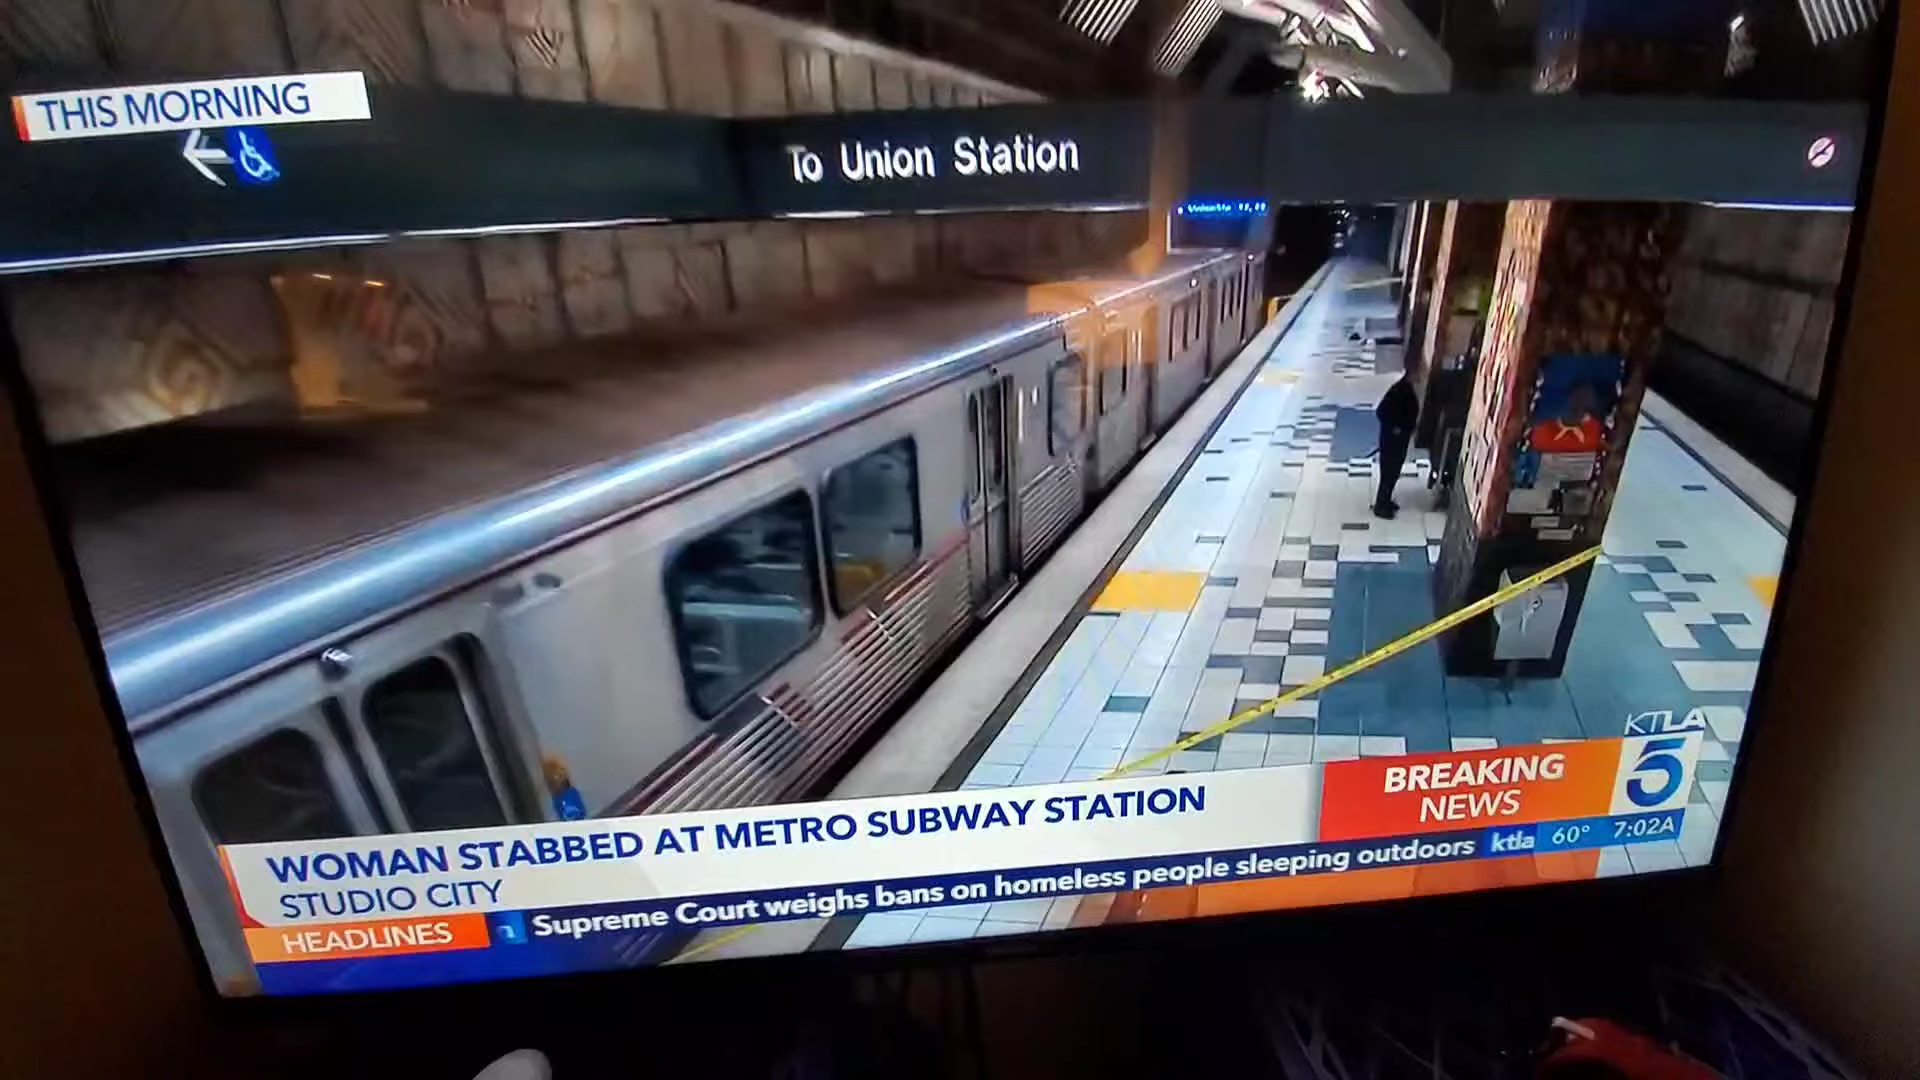 THIS MORNING
To Union Station
KTLA
5
BREAKING
NEWS
WOMAN STABBED AT METRO SUBWAY STATION
STUDIO CITY
ktla 60° 7:02A
HEADLINES
Supreme Court weighs bans on homeless people sleeping outdoors